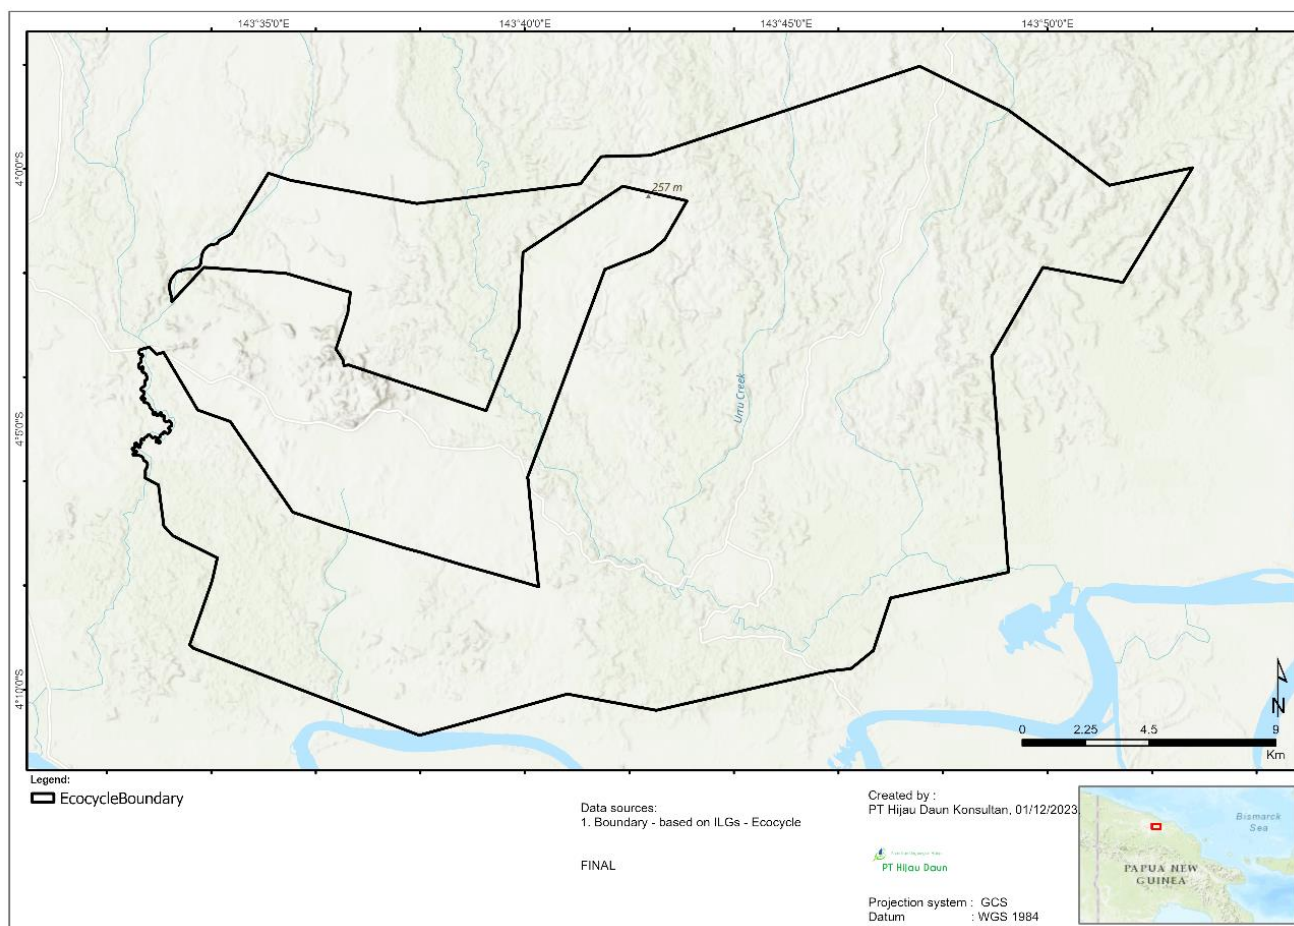 143°35'0"E
143°40'0"E
143°45'0"E
143°50'0"E
4°0'0"S
4°5'0"S
4°10'0"S
257 m
Urru Creek
N
0 2.25 4.5 9
Km
Legend:
EcocycleBoundary
Data sources:
1. Boundary - based on ILGs - Ecocycle
FINAL
Created by :
PT Hijau Daun Konsultan, 01/12/2023
PT Hijau Daun
Projection system : GCS
Datum : WGS 1984
Bismarck
Sea
PAPUA NEW
GUINEA